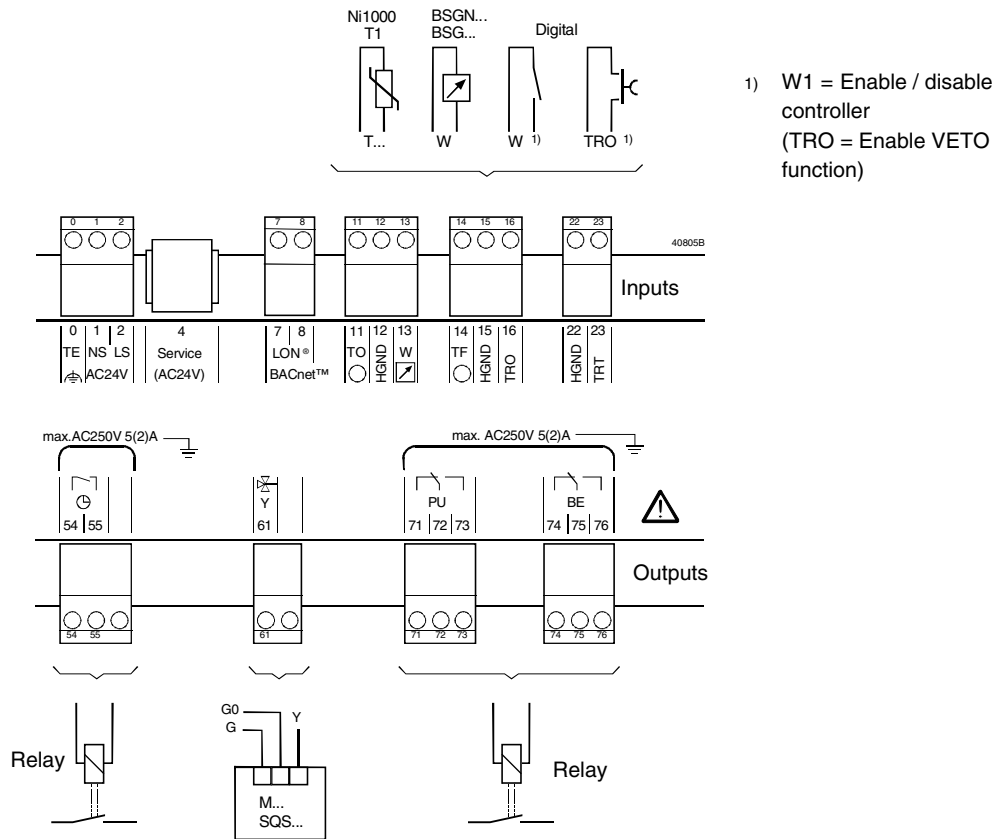 Ni1000 BSGN... Digital
T1 BSG...
T... W W 1) TRO 1)
1) W1 = Enable / disable
controller
(TRO = Enable VETO
function)
0 1 2 7 8 11 12 13 14 15 16 22 23
40805B
Inputs
0 1 2 4 7 8 11 12 13 14 15 16 22 23
TE NS LS Service LON® TO HGND W TF HGND TRO HGND TRT
AC24V (AC24V) BACnet™
max.AC250V 5(2)A max. AC250V 5(2)A
Y PU BE
54 55 61 71 72 73 74 75 76
Outputs
54 55 61 71 72 73 74 75 76
G0 Y
G
Relay Relay
M...
SQS...